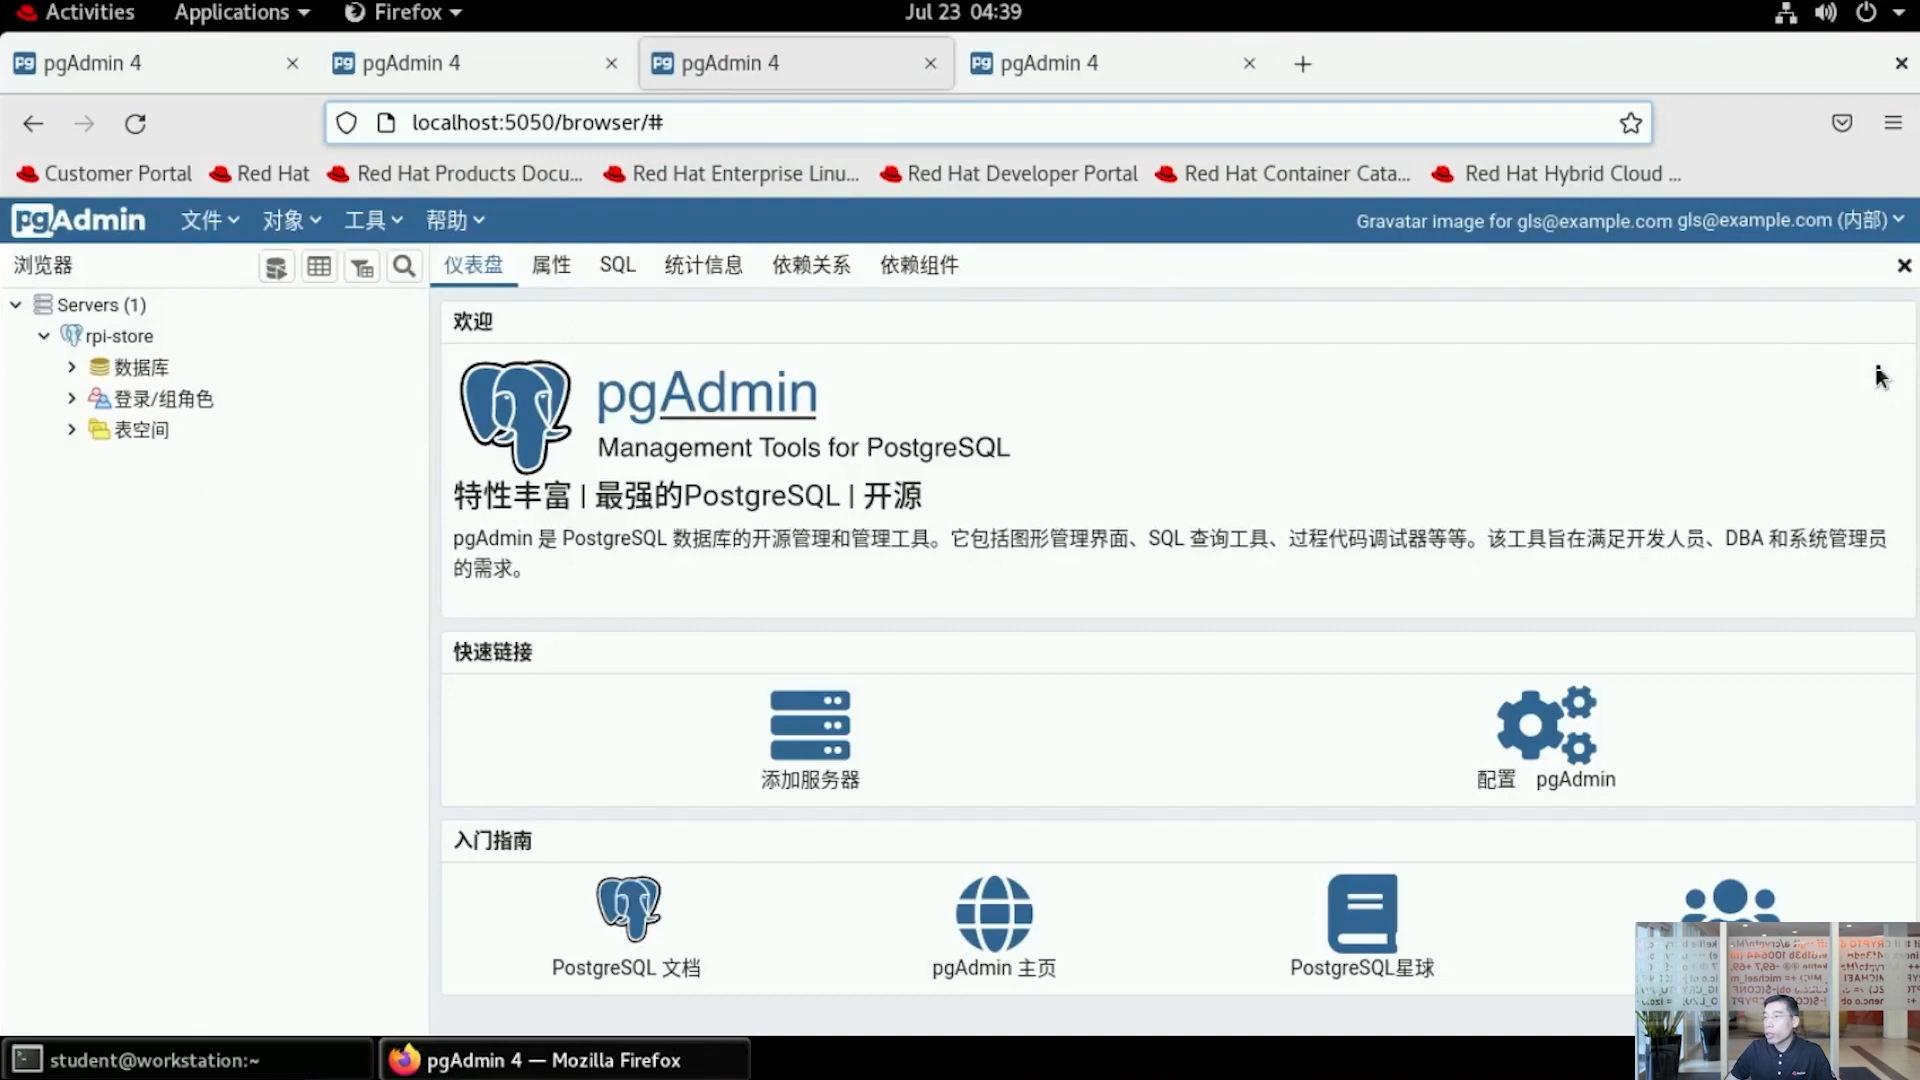 Activities Applications Firefox Jul 23 04:39
pgAdmin 4 pgAdmin 4 pgAdmin 4 pgAdmin 4
localhost:5050/browser/#
Customer Portal Red Hat Red Hat Products Docu... Red Hat Enterprise Linu... Red Hat Developer Portal Red Hat Container Cata... Red Hat Hybrid Cloud ...
pgAdmin 文件 对象 工具 帮助 Gravatar image for gls@example.com gls@example.com (内部)
浏览器 仪表盘 属性 SQL 统计信息 依赖关系 依赖组件
Servers (1)
rpi-store
数据库
登录/组角色
表空间
欢迎
pgAdmin
Management Tools for PostgreSQL
特性丰富 | 最强的PostgreSQL | 开源
pgAdmin 是 PostgreSQL 数据库的开源管理和管理工具。它包括图形管理界面、SQL 查询工具、过程代码调试器等等。该工具旨在满足开发人员、DBA 和系统管理员
的需求。
快速链接
添加服务器 配置 pgAdmin
入门指南
PostgreSQL 文档 pgAdmin 主页 PostgreSQL星球
student@workstation:~ pgAdmin 4 — Mozilla Firefox